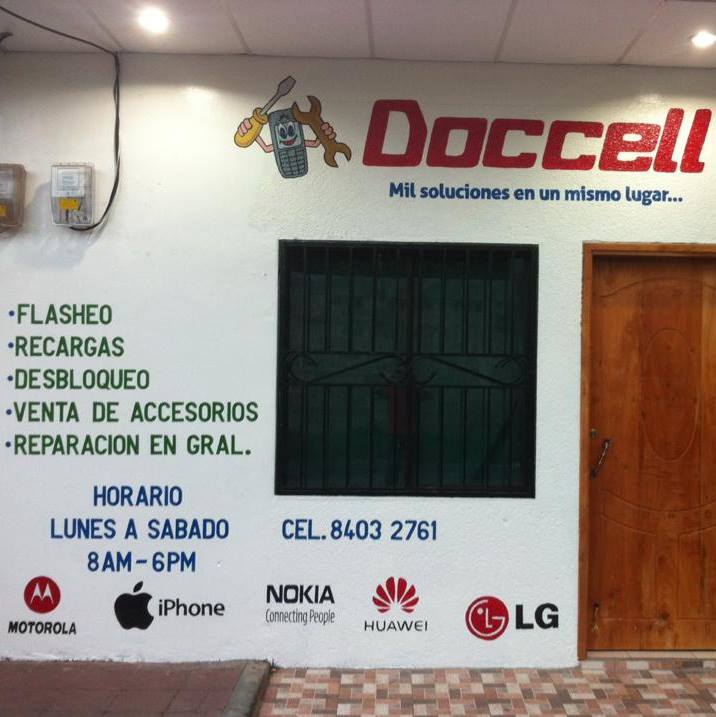 Doccell
Mil soluciones en un mismo lugar...
•FLASHEO
•RECARGAS
•DESBLOQUEO
•VENTA DE ACCESORIOS
•REPARACION EN GRAL.
HORARIO
LUNES A SABADO
8AM-6PM
CEL. 8403 2761
MOTOROLA
iPhone
NOKIA
Connecting People
HUAWEI
LG